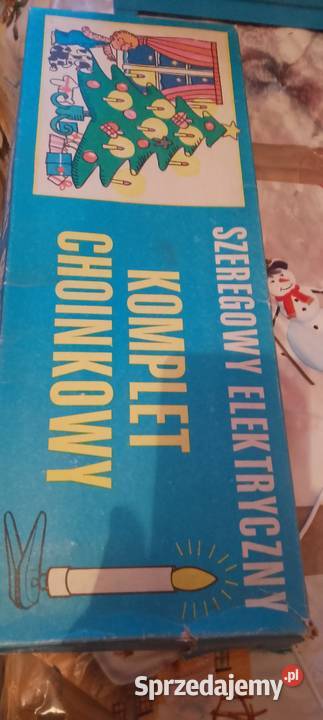 SZEREGOWY ELEKTRYCZNY
KOMPLET
CHOINKOWY
Sprzedajemy.pl